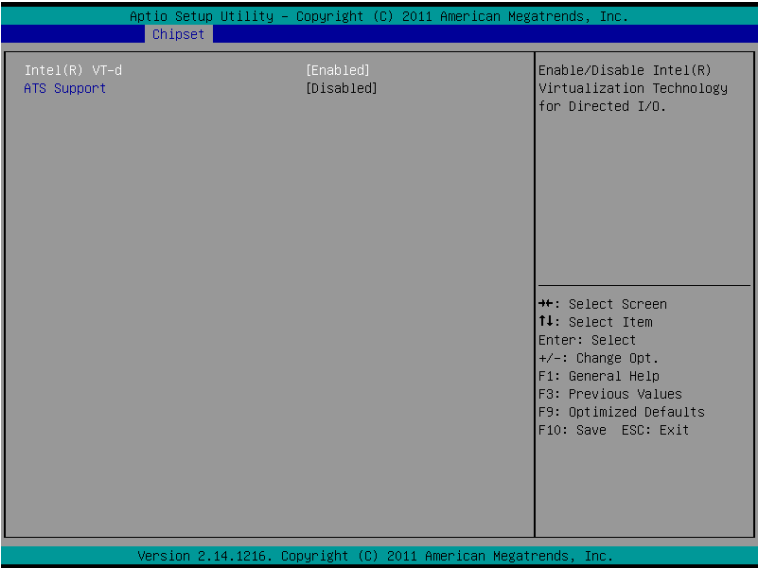 Aptio Setup Utility – Copyright (C) 2011 American Megatrends, Inc.
Chipset
Intel(R) VT-d [Enabled]
ATS Support [Disabled]
Enable/Disable Intel(R)
Virtualization Technology
for Directed I/O.
→←: Select Screen
↑↓: Select Item
Enter: Select
+/-: Change Opt.
F1: General Help
F3: Previous Values
F9: Optimized Defaults
F10: Save ESC: Exit
Version 2.14.1216. Copyright (C) 2011 American Megatrends, Inc.